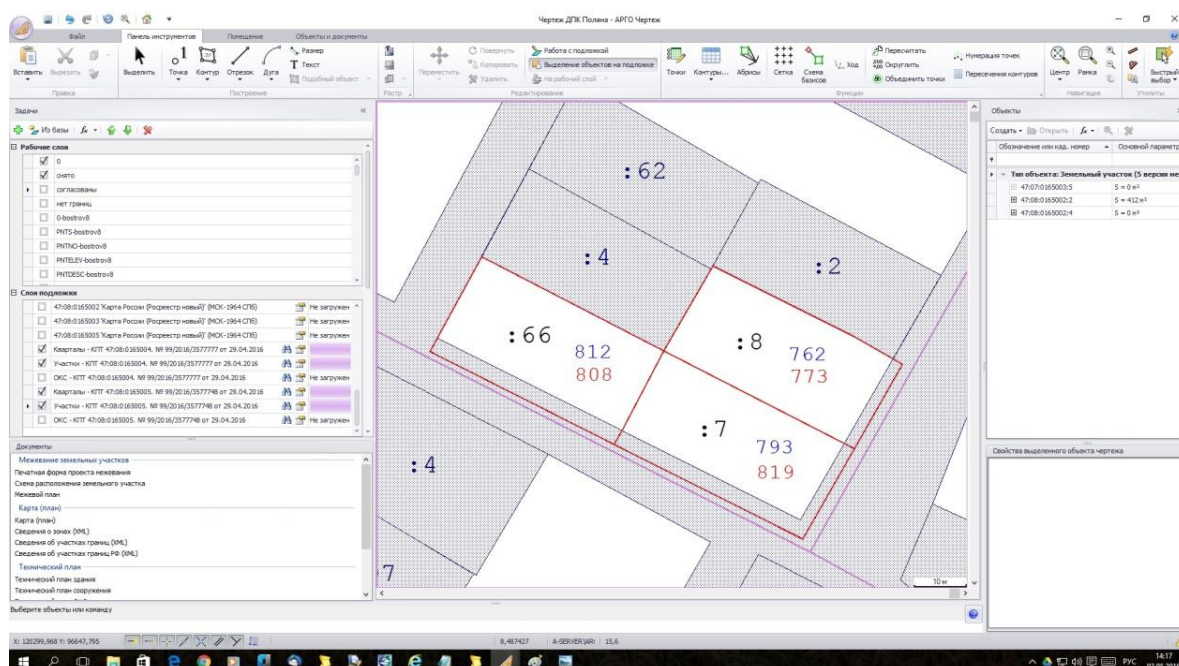 Чертеж ДПК Поляна - АРГО Чертеж
Файл Панель инструментов Помещение Объекты и документы
Вставить Вырезать Выделить Точка Контур Отрезок Дуга
Размер
Текст
Подобный объект
Переместить
Повернуть
Копировать
Удалить
Работа с подложкой
Выделение объектов на подложке
На рабочий слой
Точки Контуры... Абрисы Сетка Схема базисов
Ход
Пересчитать
Округлить
Объединить точки
Нумерация точек
Пересечения контуров
Центр Рамка Быстрый выбор
Правка Построение Растр Редактирование Функции Навигация Утилиты
Задачи
Из базы
Рабочие слои
0
снято
согласованы
нет границ
0-bostrov8
PNTS-bostrov8
PNTNO-bostrov8
PNTELEV-bostrov8
PNTDESC-bostrov8
Слои подложки
47:08:0165002 'Карта России (Росреестр новый)' (МСК-1964 СПб) Не загружен
47:08:0165003 'Карта России (Росреестр новый)' (МСК-1964 СПб) Не загружен
47:08:0165005 'Карта России (Росреестр новый)' (МСК-1964 СПб) Не загружен
Кварталы - КПТ 47:08:0165004. № 99/2016/3577777 от 29.04.2016
Участки - КПТ 47:08:0165004. № 99/2016/3577777 от 29.04.2016
ОКС - КПТ 47:08:0165004. № 99/2016/3577777 от 29.04.2016 Не загружен
Кварталы - КПТ 47:08:0165005. № 99/2016/3577748 от 29.04.2016
Участки - КПТ 47:08:0165005. № 99/2016/3577748 от 29.04.2016
ОКС - КПТ 47:08:0165005. № 99/2016/3577748 от 29.04.2016 Не загружен
Документы
Межевание земельных участков
Печатная форма проекта межевания
Схема расположения земельного участка
Межевой план
Карта (план)
Карта (план)
Сведения о зонах (XML)
Сведения об участках границ (XML)
Сведения об участках границ РФ (XML)
Технический план
Технический план здания
Технический план сооружения
Выберите объекты или команду
:62
:4
:2
:66
812
808
:8
762
773
:7
793
819
:4
7
10 м
Объекты
Создать Открыть
Обозначение или кад. номер Основной параметр
Тип объекта: Земельный участок (5 версия ме
47:07:0165003:5 S = 0 м²
47:08:0165002:2 S = 412 м²
47:08:0165002:4 S = 0 м²
Свойства выделенного объекта чертежа
X: 120299,968 Y: 96647,795 8,487427 A-SERVER\AR 15,6
РУС 14:17